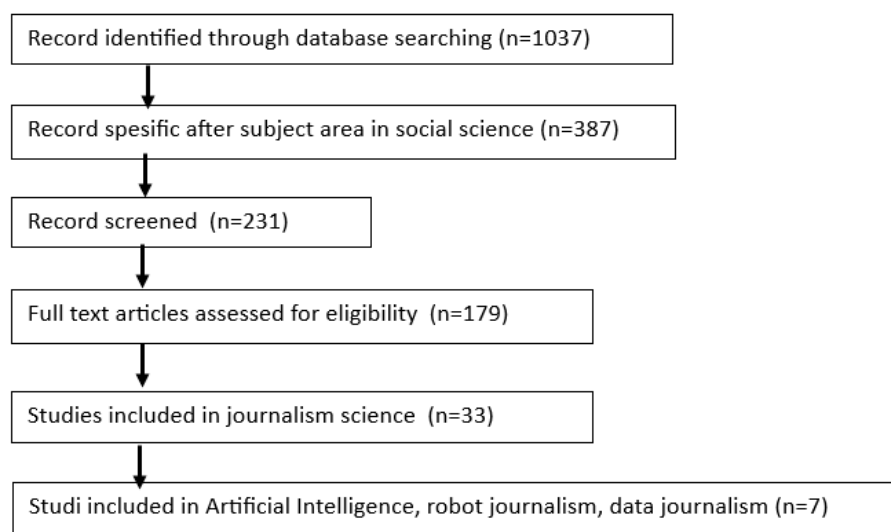 Record identified through database searching (n=1037)
Record spesific after subject area in social science (n=387)
Record screened (n=231)
Full text articles assessed for eligibility (n=179)
Studies included in journalism science (n=33)
Studi included in Artificial Intelligence, robot journalism, data journalism (n=7)